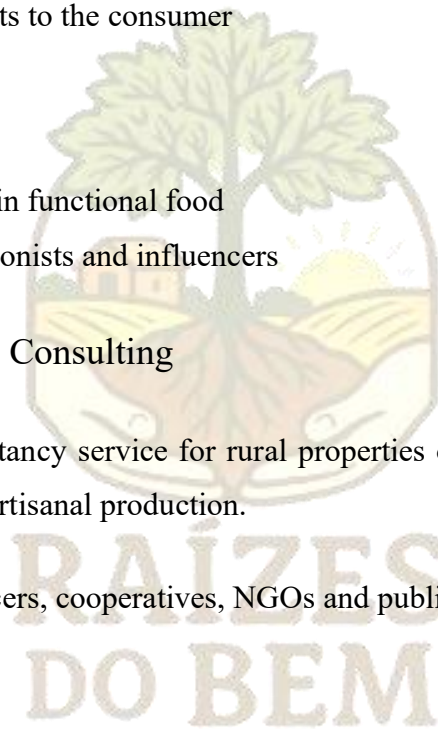 ts to the consumer
in functional food
onists and influencers
Consulting
tancy service for rural properties
rtisanal production.
cers, cooperatives, NGOs and publi
RAÍZES
DO BEM